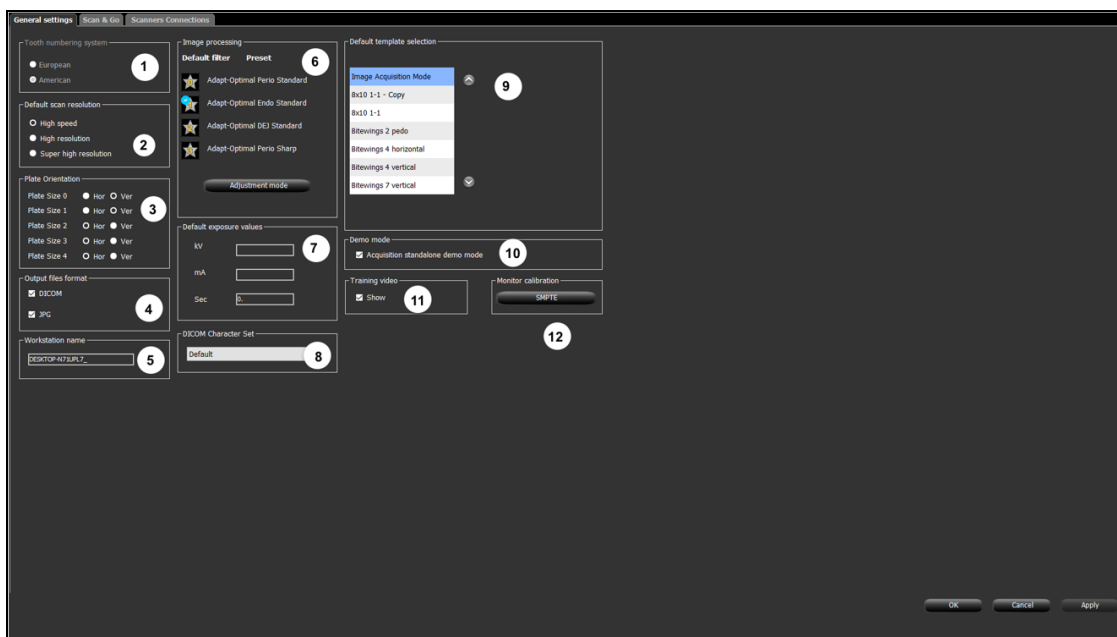 General settings Scan & Go Scanners Connections
Tooth numbering system
European
American
1
Default scan resolution
High speed
High resolution
Super high resolution
2
Plate Orientation
Plate Size 0 Hor Ver
Plate Size 1 Hor Ver
Plate Size 2 Hor Ver
Plate Size 3 Hor Ver
Plate Size 4 Hor Ver
3
Output files format
DICOM
JPG
4
Workstation name
DESKTOP-N71UPL7_
5
Image processing
Default filter Preset
6
Adapt-Optimal Perio Standard
Adapt-Optimal Endo Standard
Adapt-Optimal DEJ Standard
Adapt-Optimal Perio Sharp
Adjustment mode
Default exposure values
kV
7
mA
Sec 0.
DICOM Character Set
Default
8
Default template selection
Image Acquisition Mode
8x10 1-1 - Copy
8x10 1-1
Bitewings 2 pedo
Bitewings 4 horizontal
Bitewings 4 vertical
Bitewings 7 vertical
9
Demo mode
Acquisition standalone demo mode
10
Training video
Show
11
Monitor calibration
SMPTE
12
OK Cancel Apply